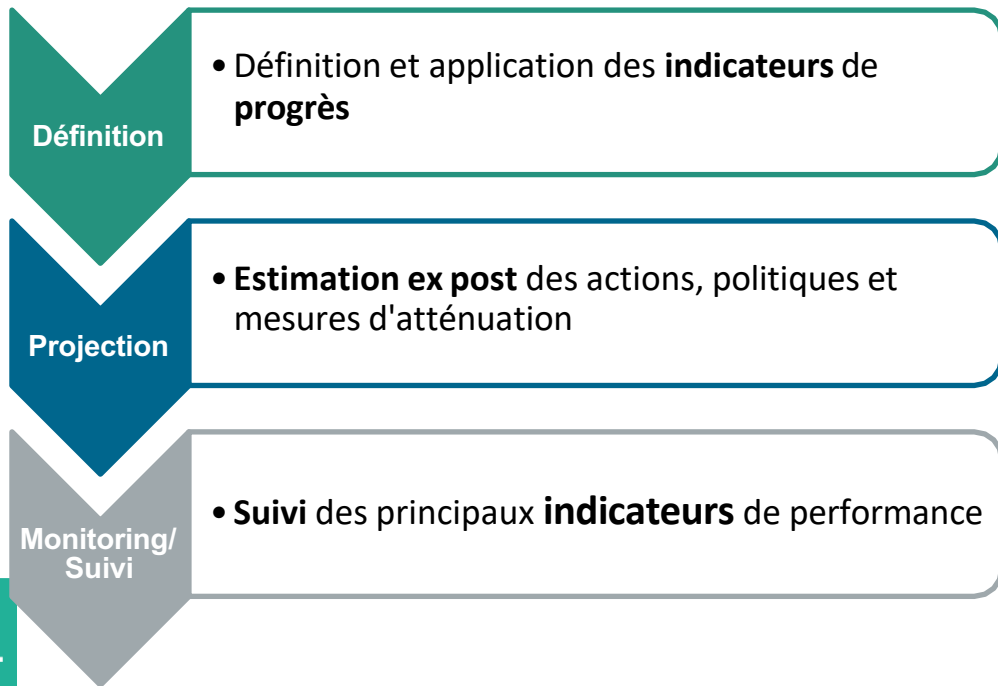 Définition
• Définition et application des indicateurs de
progrès
Projection
• Estimation ex post des actions, politiques et
mesures d'atténuation
Monitoring/
Suivi
• Suivi des principaux indicateurs de performance